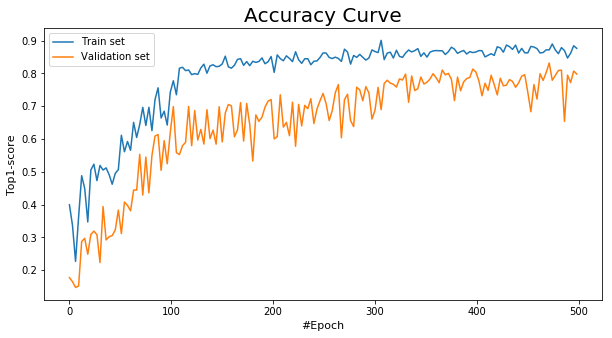 Accuracy Curve
Train set
Validation set
0.9
0.8
0.7
0.6
0.5
0.4
0.3
0.2
Top1-score
0 100 200 300 400 500
#Epoch